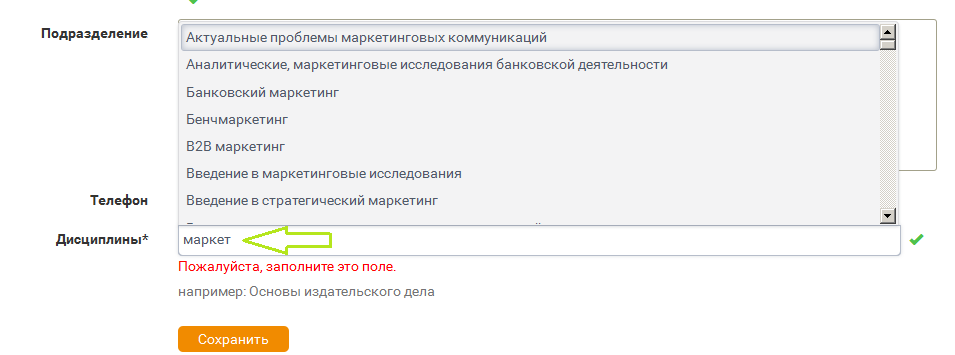 Подразделение
Актуальные проблемы маркетинговых коммуникаций
Аналитические, маркетинговые исследования банковской деятельности
Банковский маркетинг
Бенчмаркетинг
B2B маркетинг
Введение в маркетинговые исследования
Введение в стратегический маркетинг
Телефон
Дисциплины*
маркет
Пожалуйста, заполните это поле.
например: Основы издательского дела
Сохранить